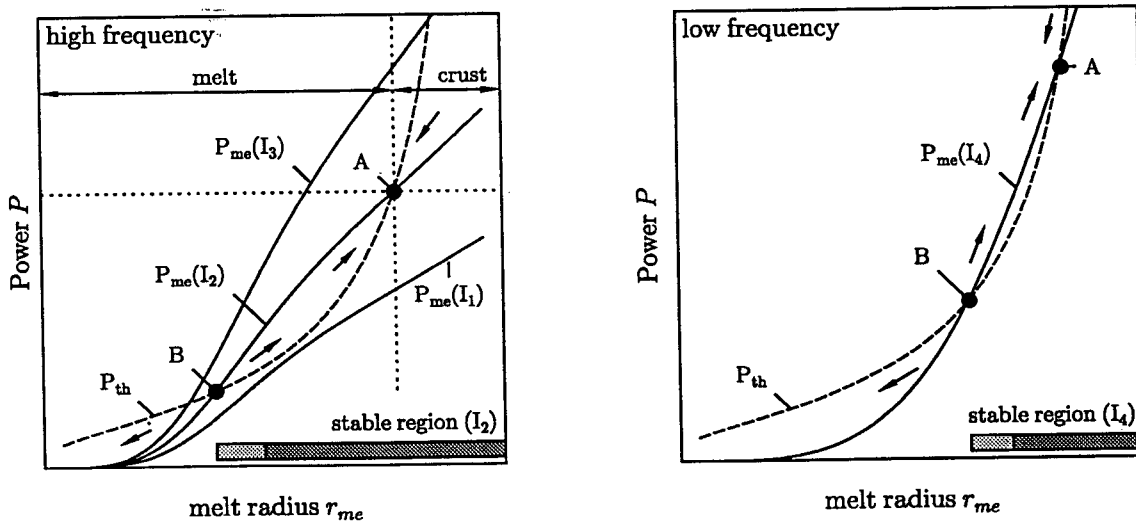 high frequency
melt
crust
P_me(I_3)
A
P_me(I_2)
P_me(I_1)
B
P_th
stable region (I_2)
Power P
melt radius r_me
low frequency
A
P_me(I_4)
B
P_th
stable region (I_4)
Power P
melt radius r_me